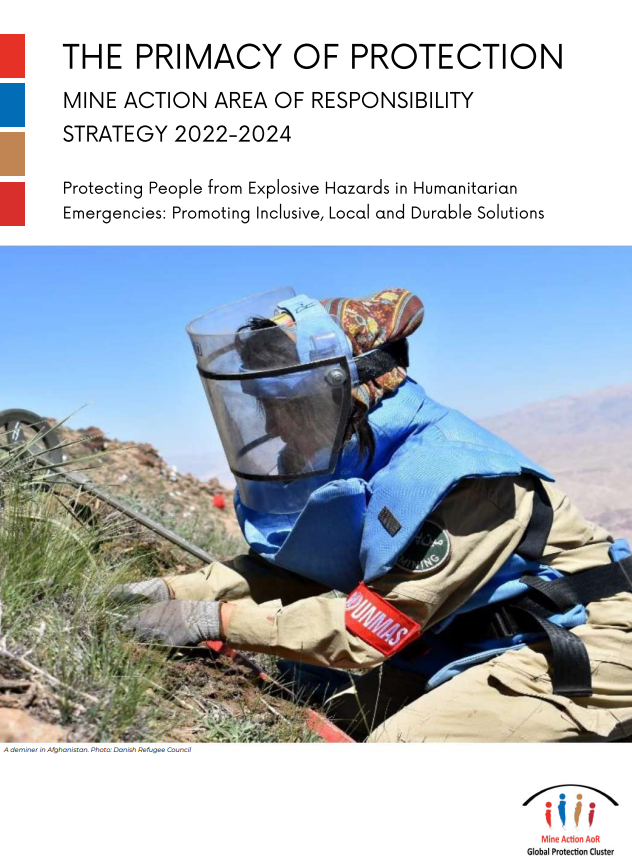 THE PRIMACY OF PROTECTION
MINE ACTION AREA OF RESPONSIBILITY
STRATEGY 2022-2024
Protecting People from Explosive Hazards in Humanitarian
Emergencies: Promoting Inclusive, Local and Durable Solutions
UNMAS
A deminer in Afghanistan. Photo: Danish Refugee Council
Mine Action AoR
Global Protection Cluster